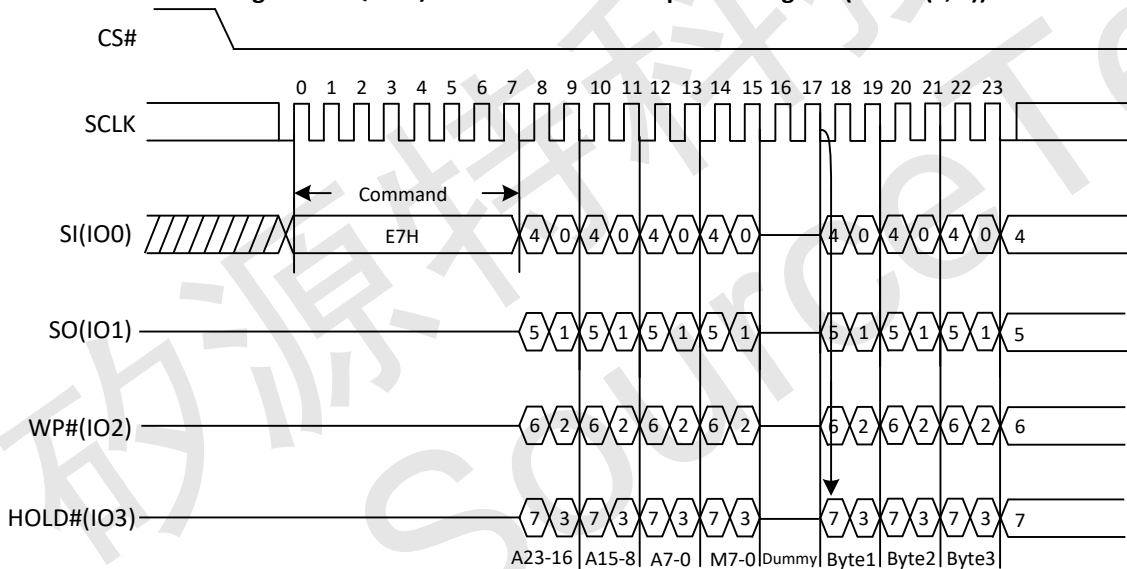 CS#
0 1 2 3 4 5 6 7 8 9 10 11 12 13 14 15 16 17 18 19 20 21 22 23
SCLK
Command
SI(IO0) E7H 4 0 4 0 4 0 4 0 4 0 4 0 4 0 4
SO(IO1) 5 1 5 1 5 1 5 1 5 1 5 1 5 1 5
WP#(IO2) 6 2 6 2 6 2 6 2 6 2 6 2 6 2 6
HOLD#(IO3) 7 3 7 3 7 3 7 3 7 3 7 3 7 3 7
A23-16 A15-8 A7-0 M7-0 Dummy Byte1 Byte2 Byte3
矽源特科
SourceTe